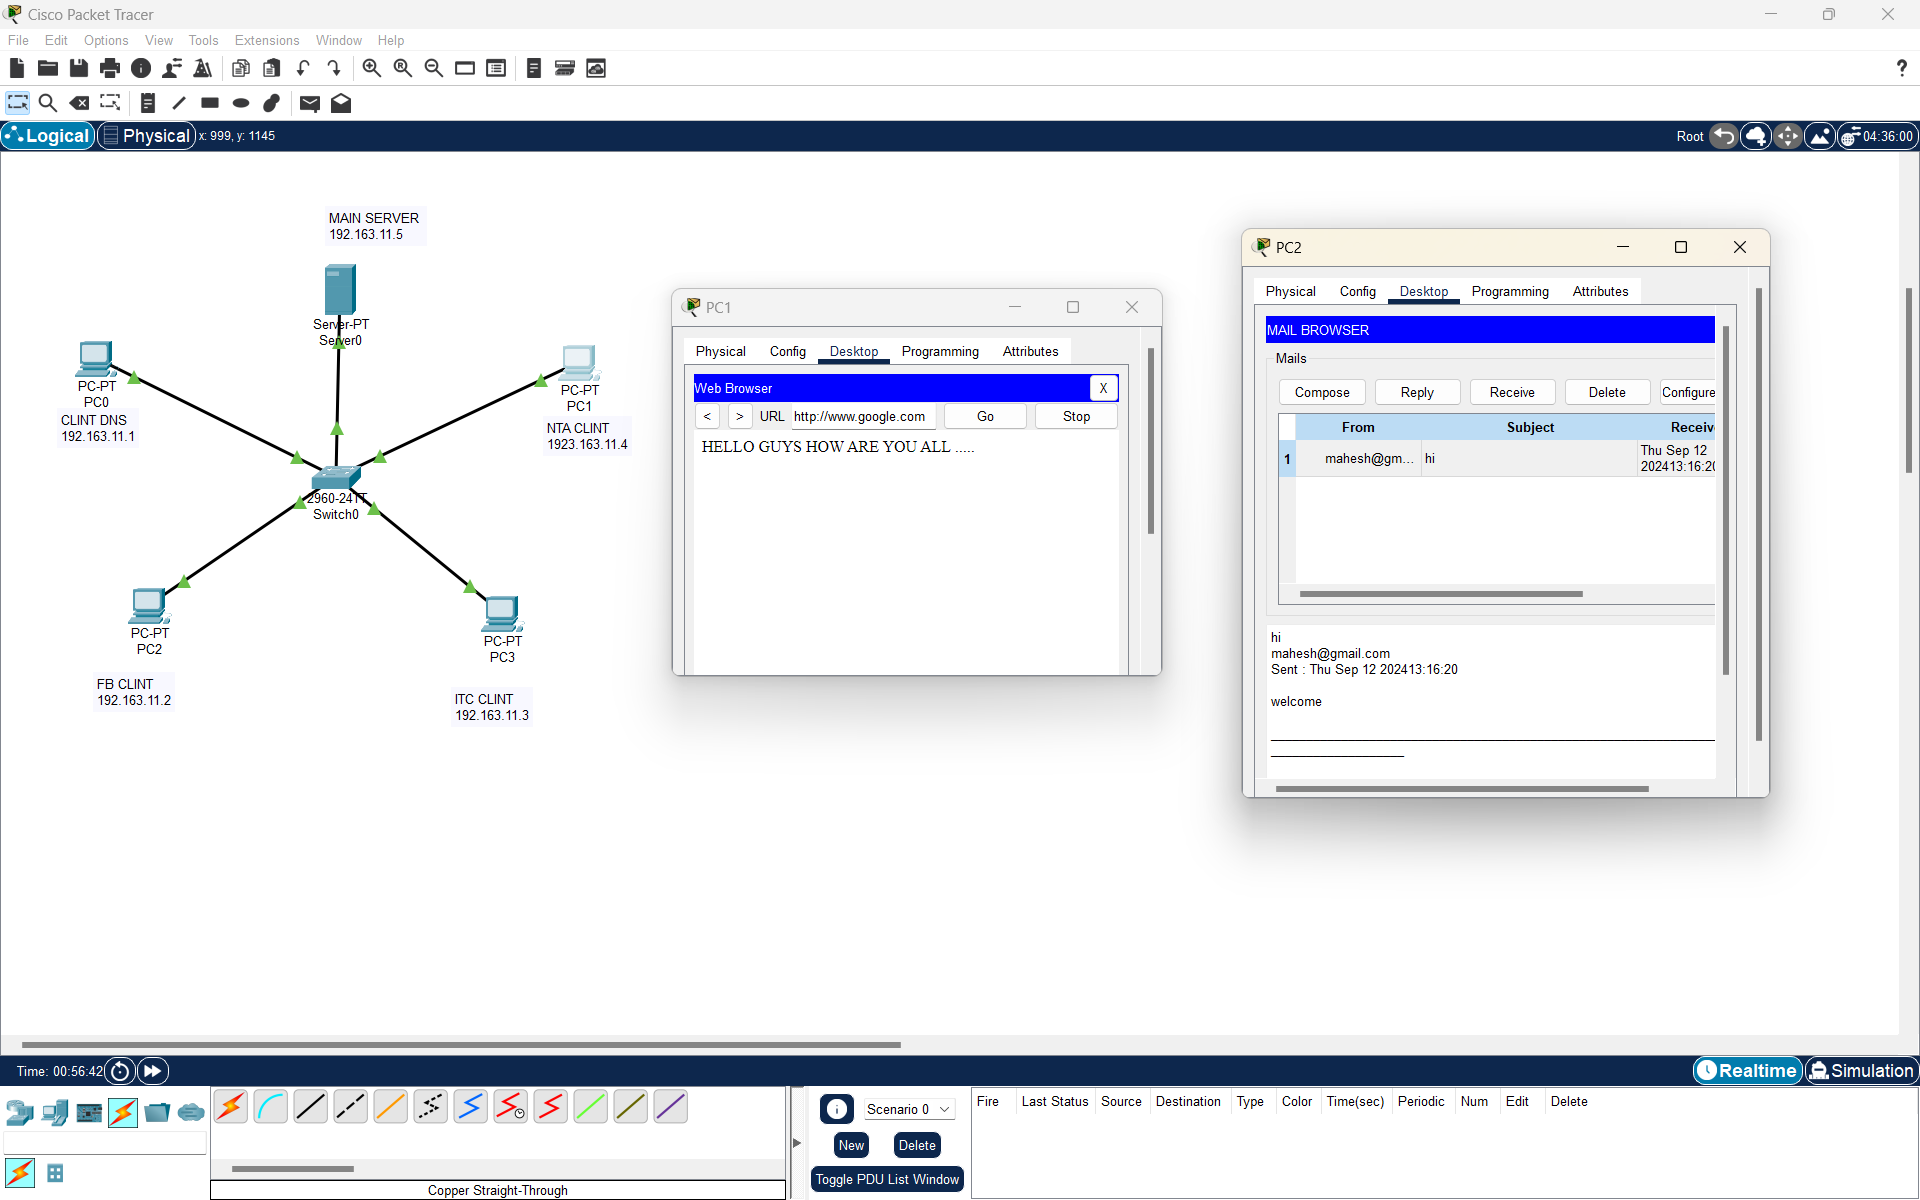 Cisco Packet Tracer
File Edit Options View Tools Extensions Window Help
?
Logical Physical x: 999, y: 1145 Root 04:36:00
MAIN SERVER
192.163.11.5
Server-PT
Server0
PC-PT
PC0
CLINT DNS
192.163.11.1
PC-PT
PC1
NTA CLINT
1923.163.11.4
2960-24TT
Switch0
PC-PT
PC2
FB CLINT
192.163.11.2
PC-PT
PC3
ITC CLINT
192.163.11.3
PC1
Physical Config Desktop Programming Attributes
Web Browser X
< > URL http://www.google.com Go Stop
HELLO GUYS HOW ARE YOU ALL .....
PC2
Physical Config Desktop Programming Attributes
MAIL BROWSER
Mails
Compose Reply Receive Delete Configure
From Subject Receiv
1 mahesh@gm... hi Thu Sep 12
202413:16:20
hi
mahesh@gmail.com
Sent : Thu Sep 12 202413:16:20
welcome
Time: 00:56:42 Realtime Simulation
Scenario 0
New Delete
Toggle PDU List Window
Fire Last Status Source Destination Type Color Time(sec) Periodic Num Edit Delete
Copper Straight-Through